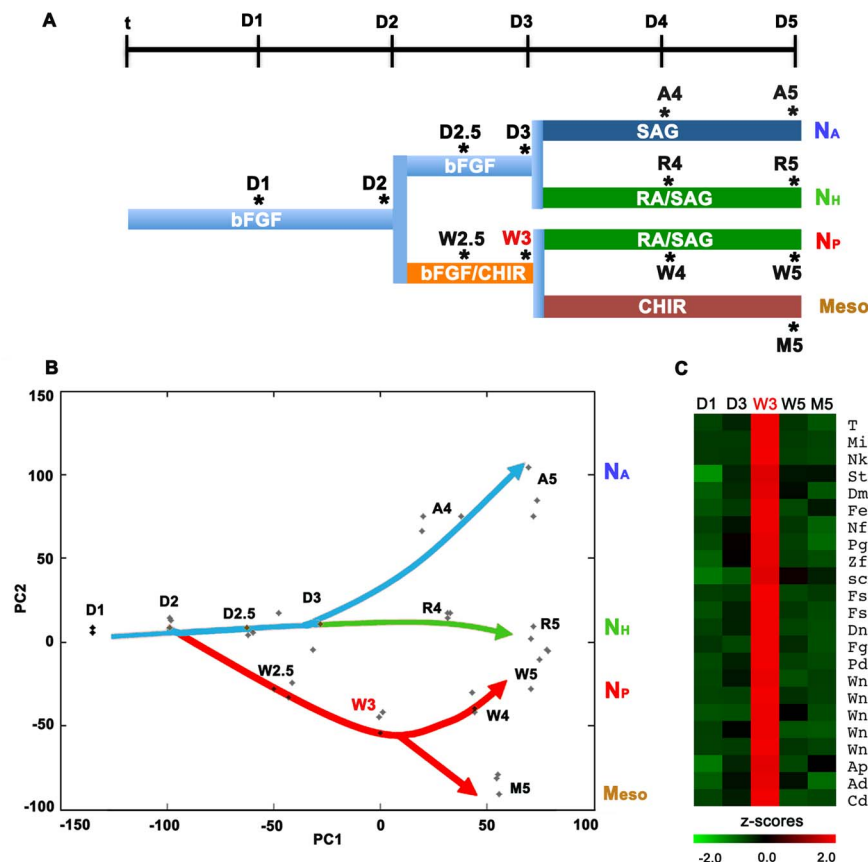 A
t D1 D2 D3 D4 D5
A4 A5
* *
D2.5 D3 SAG NA
* *
bFGF R4 R5
D1 D2 * *
* *
bFGF RA/SAG NH
W2.5 W3 RA/SAG NP
* *
bFGF/CHIR * *
W4 W5
CHIR Meso
*
M5
B
150
100
50
0
-50
-100
PC2
-150 -100 -50 0 50 100
PC1
D1
D2
D2.5
D3
A4
A5
R4
R5
W2.5
W3
W4
W5
M5
NA
NH
NP
Meso
C
D1 D3 W3 W5 M5
T
Mi
Nk
St
Dm
Fe
Nf
Pg
Zf
sc
Fs
Fs
Dn
Fg
Pd
Wn
Wn
Wn
Wn
Wn
Ap
Ad
Cd
z-scores
-2.0 0.0 2.0